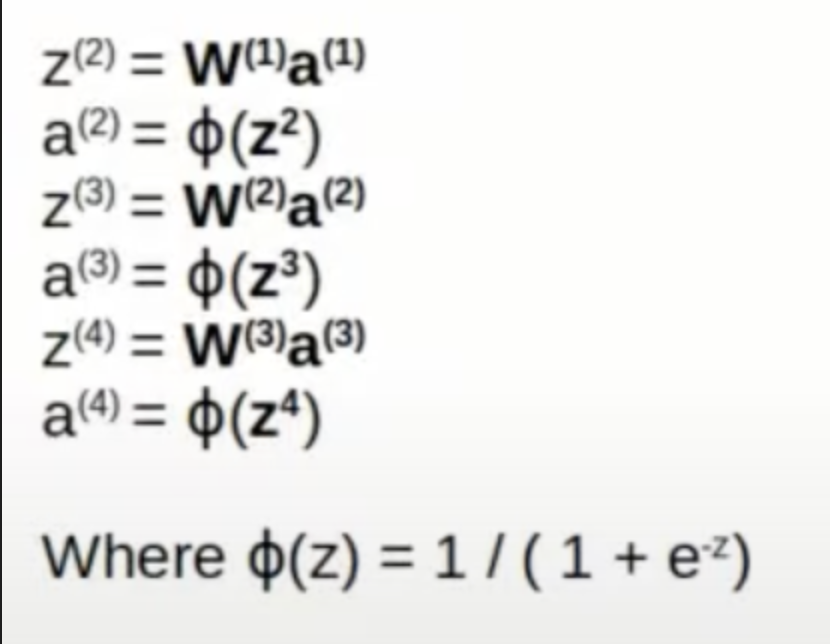 z⁽²⁾ = W⁽¹⁾a⁽¹⁾
a⁽²⁾ = ϕ(z²)
z⁽³⁾ = W⁽²⁾a⁽²⁾
a⁽³⁾ = ϕ(z³)
z⁽⁴⁾ = W⁽³⁾a⁽³⁾
a⁽⁴⁾ = ϕ(z⁴)
Where ϕ(z) = 1 / ( 1 + e⁻ᶻ)